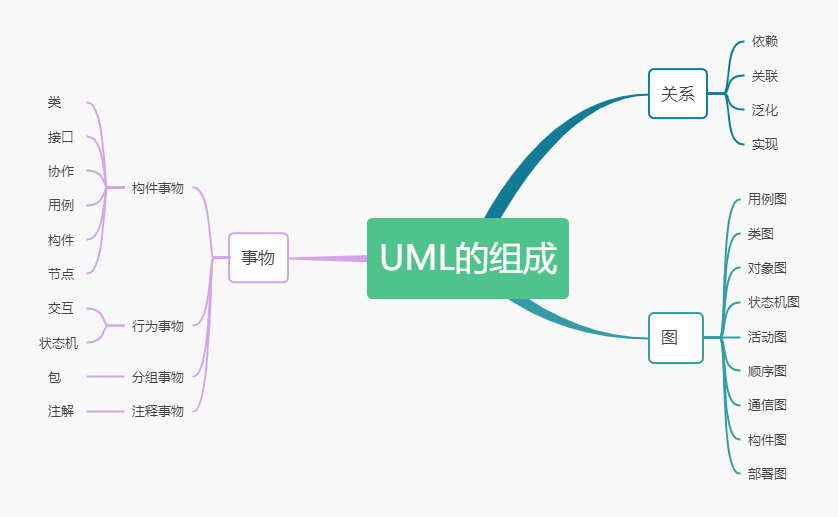 UML的组成
关系
依赖
关联
泛化
实现
图
用例图
类图
对象图
状态机图
活动图
顺序图
通信图
构件图
部署图
事物
构件事物
类
接口
协作
用例
构件
节点
行为事物
交互
状态机
分组事物
包
注释事物
注解